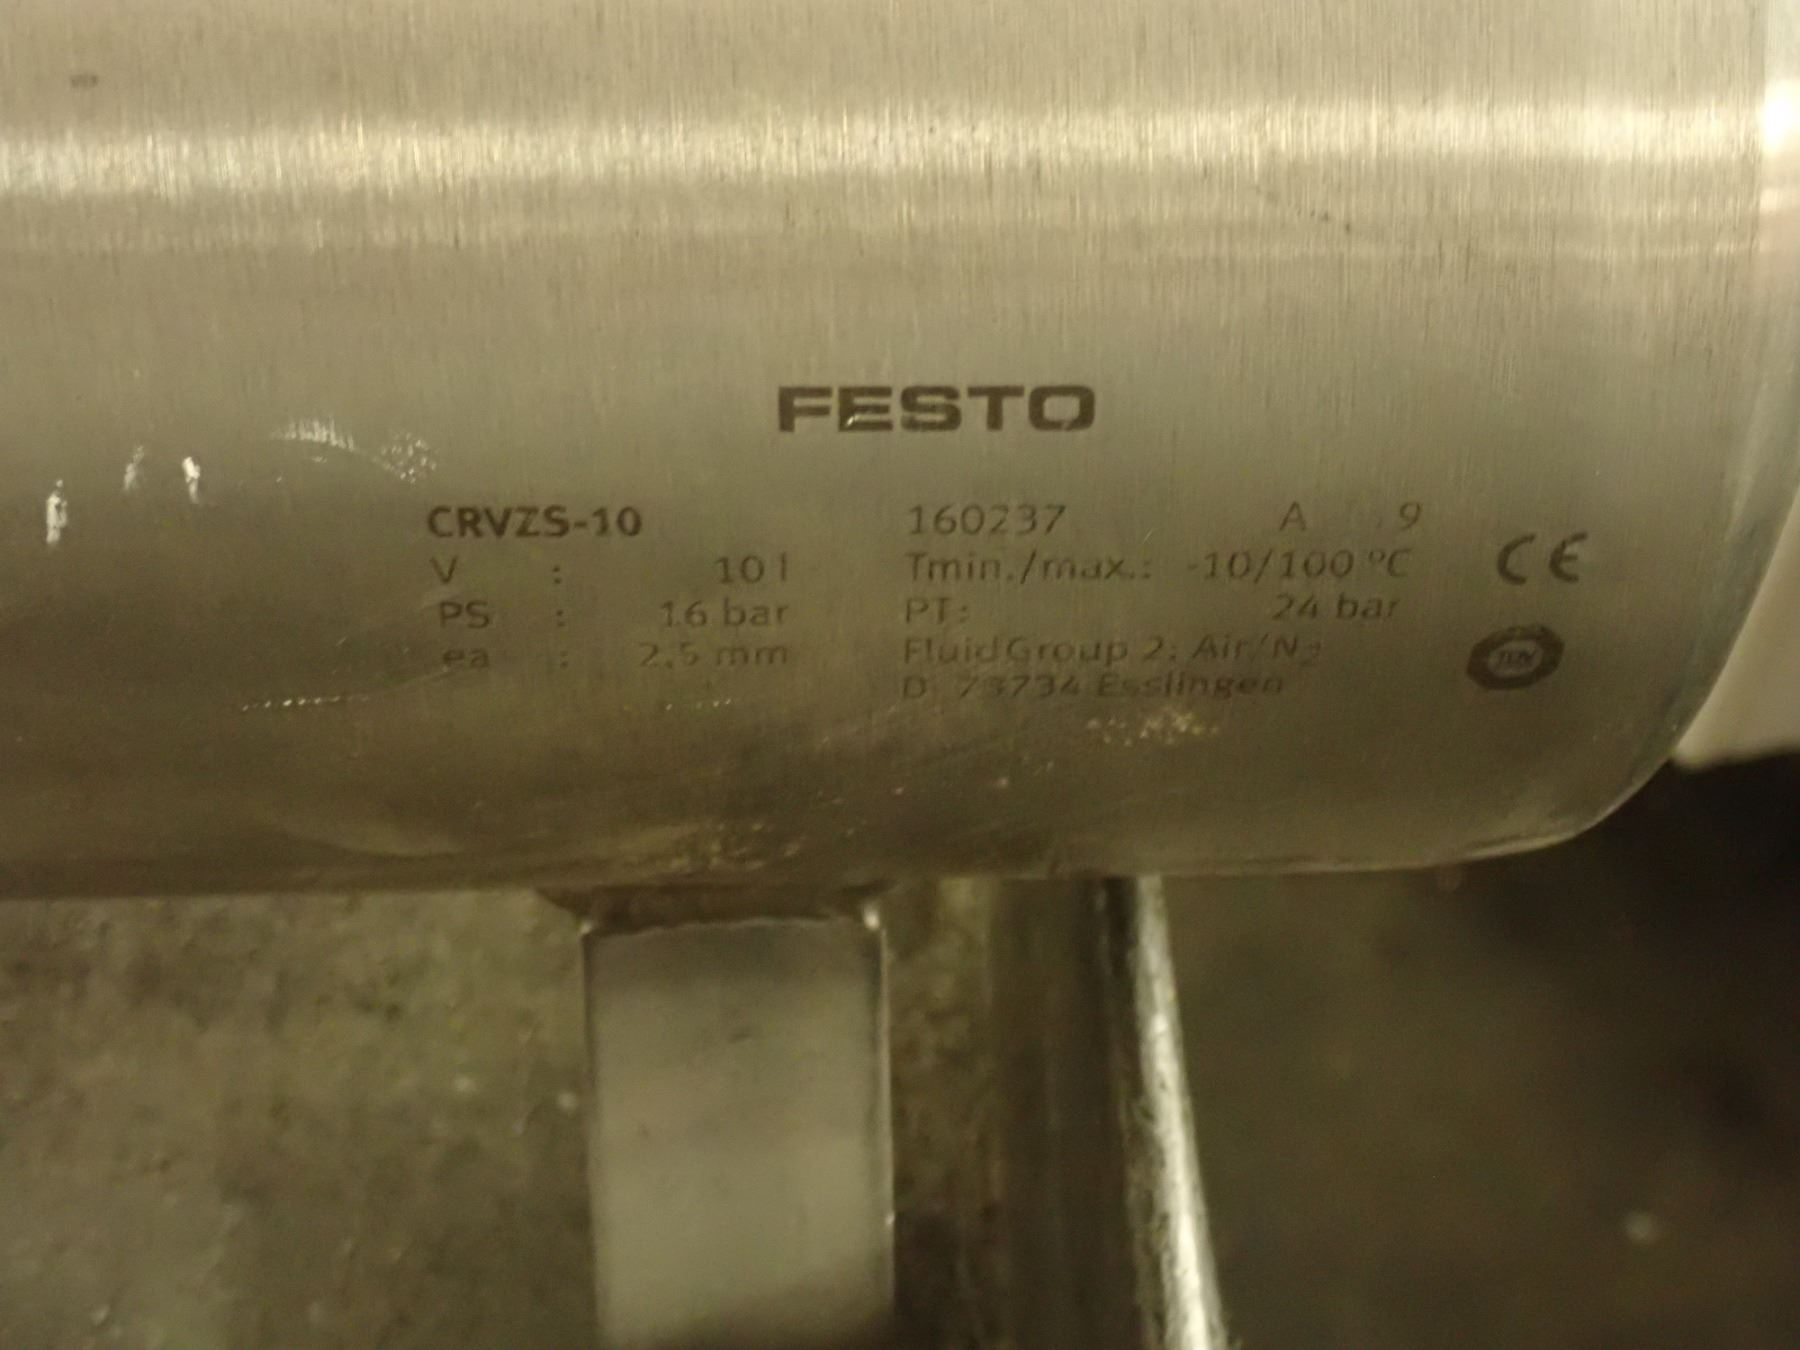 FESTO
CRVZS-10 160237 A 9
V : 10 l Tmin./max.: -10/100 °C CE
PS : 16 bar PT: 24 bar
ea : 2,5 mm FluidGroup 2: Air/N₂ TÜV
D 73734 Esslingen